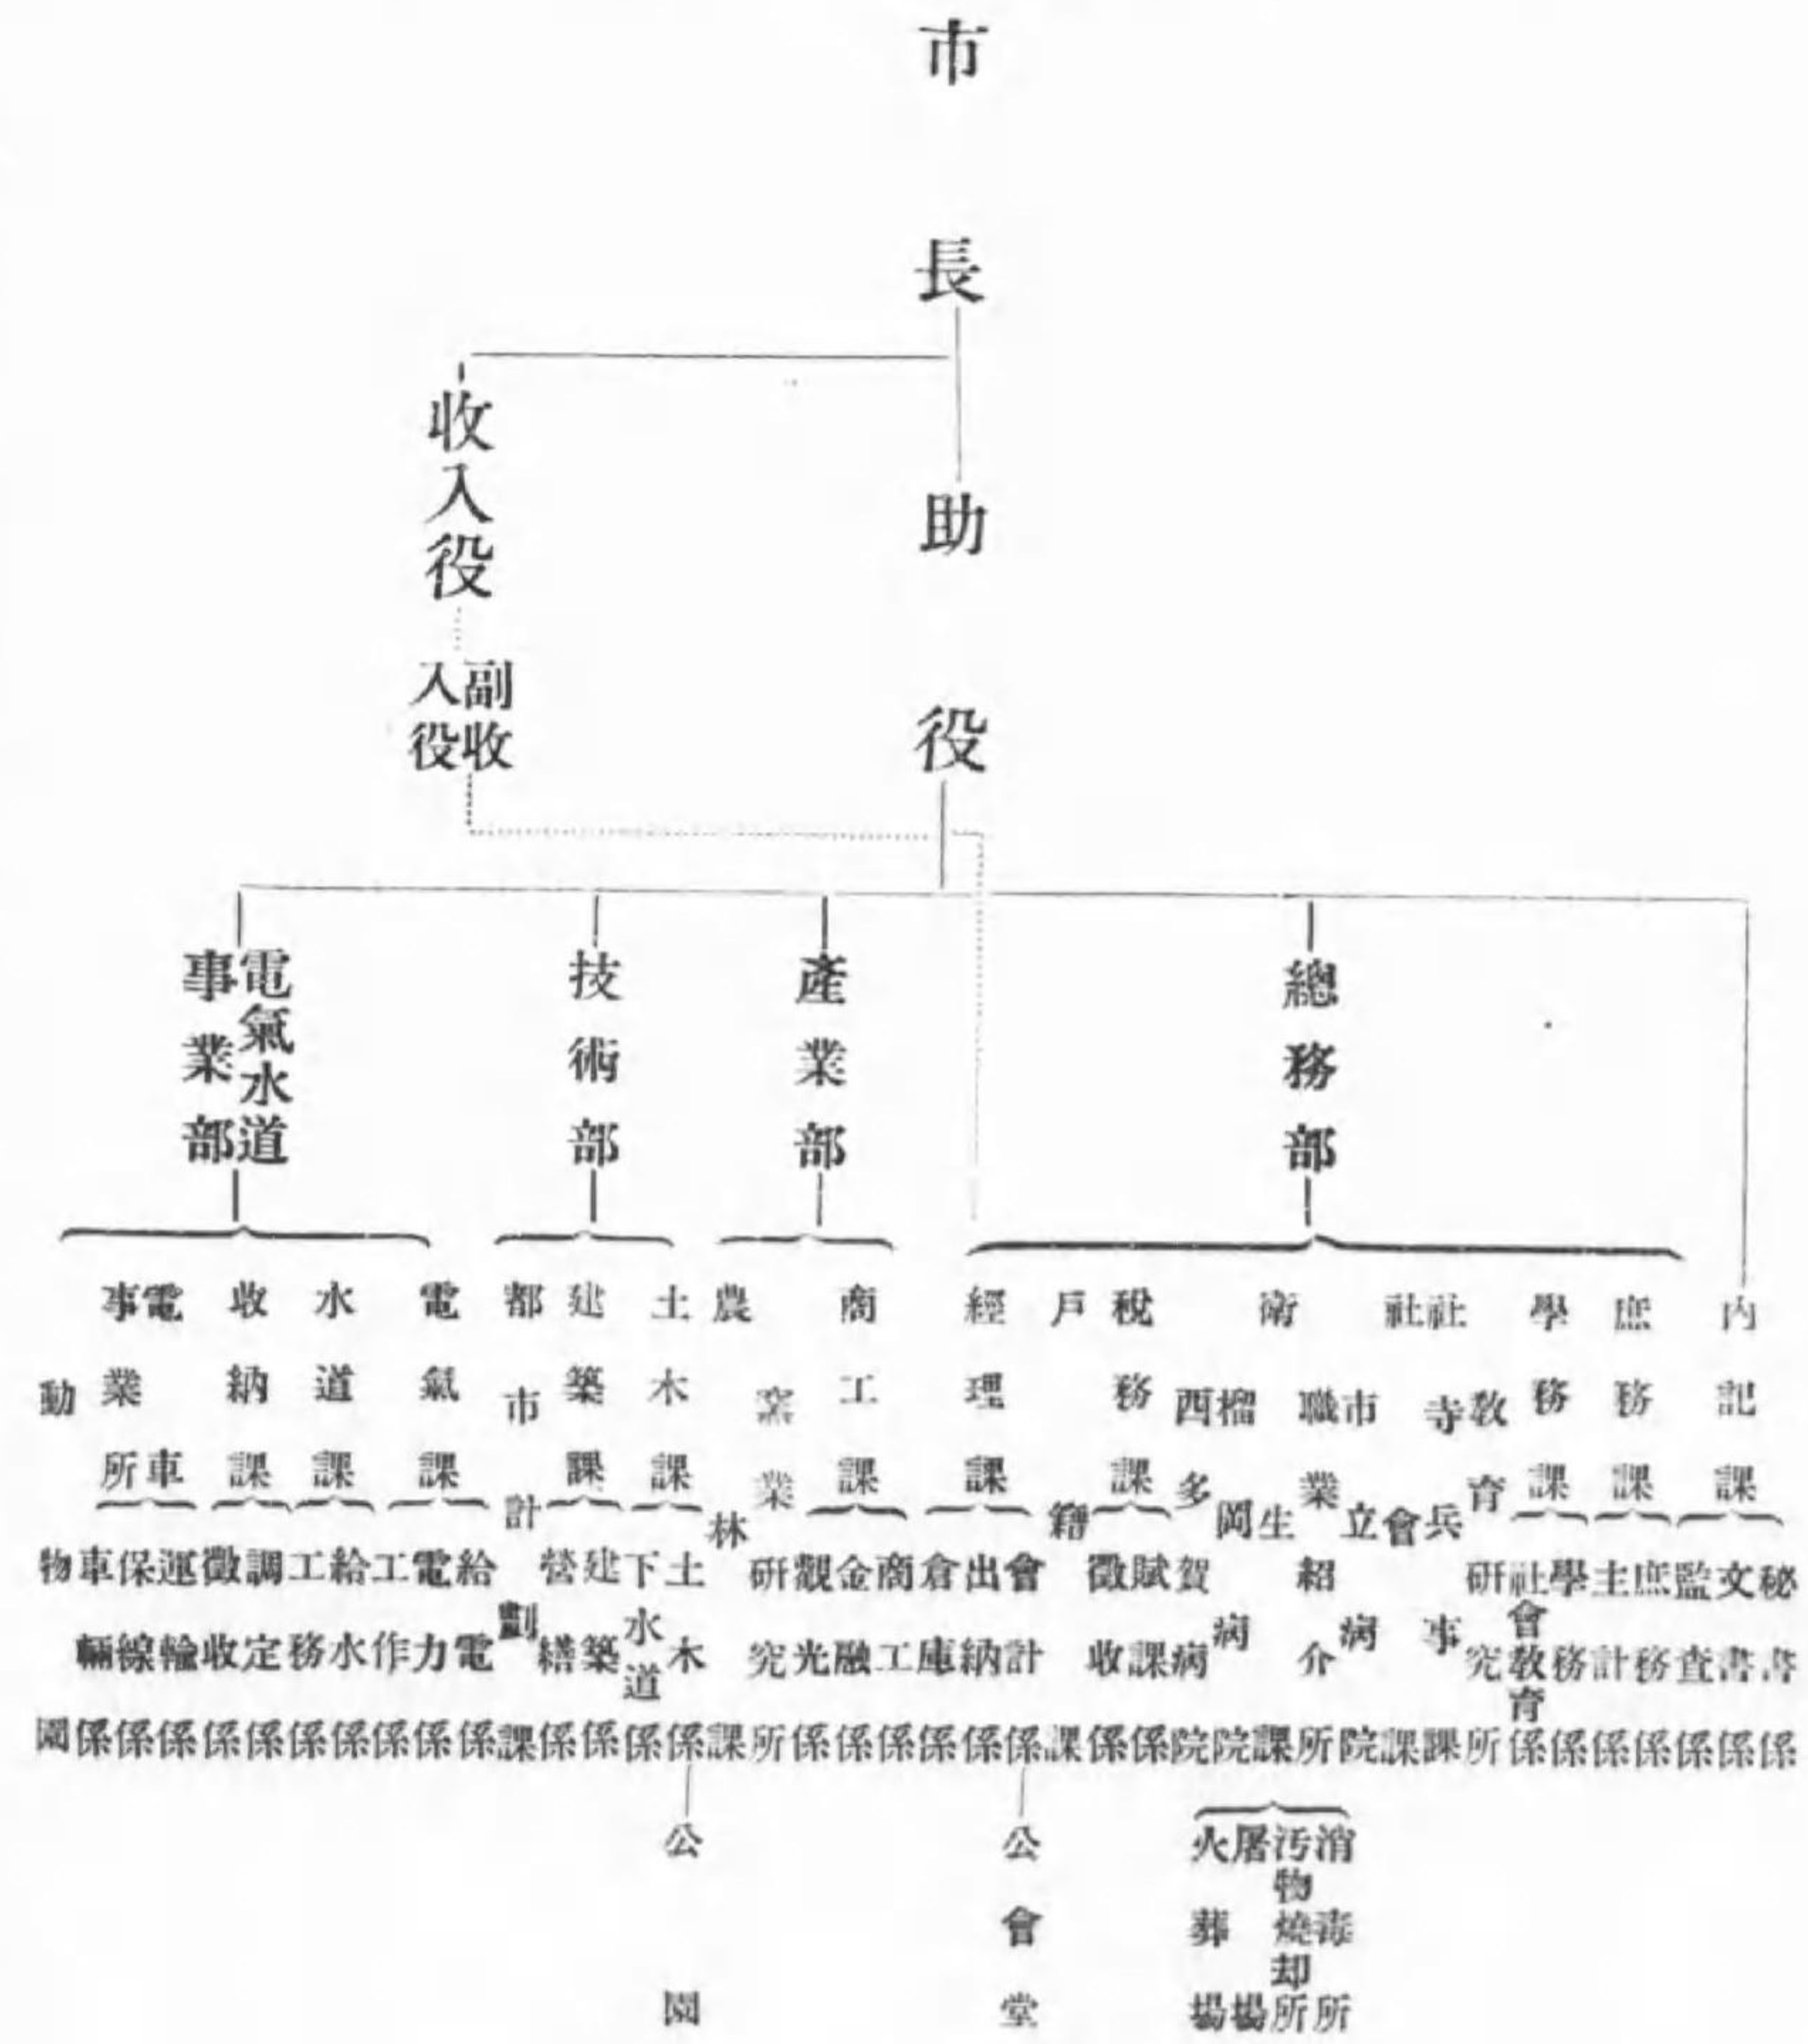 市長
助役
收入役
副收
入役
內記課
總務部
產業部
技術部
電氣水道
事業部
庶務課
學務課
敎育硏究所
社寺兵事課
社會課
市立病院
職業紹介所
衛生課
榴岡病院
西多賀病院
稅務課
戶籍課
經理課
商工課
窯業硏究所
農林課
土木課
建築課
都市計劃課
電氣課
水道課
收納課
電車
事業所
動物園
秘書係
文書係
監査係
庶務係
主計係
學務係
社會敎育係
賦課係
徵收係
會計係
出納係
倉庫係
商工係
金融係
觀光係
土木係
下水道係
建築係
營繕係
給電係
電力係
工作係
給水係
工務係
調定係
徵收係
運輸係
保線係
車輛係
消毒所
汚物燒却所
屠場
火葬場
公會堂
公園